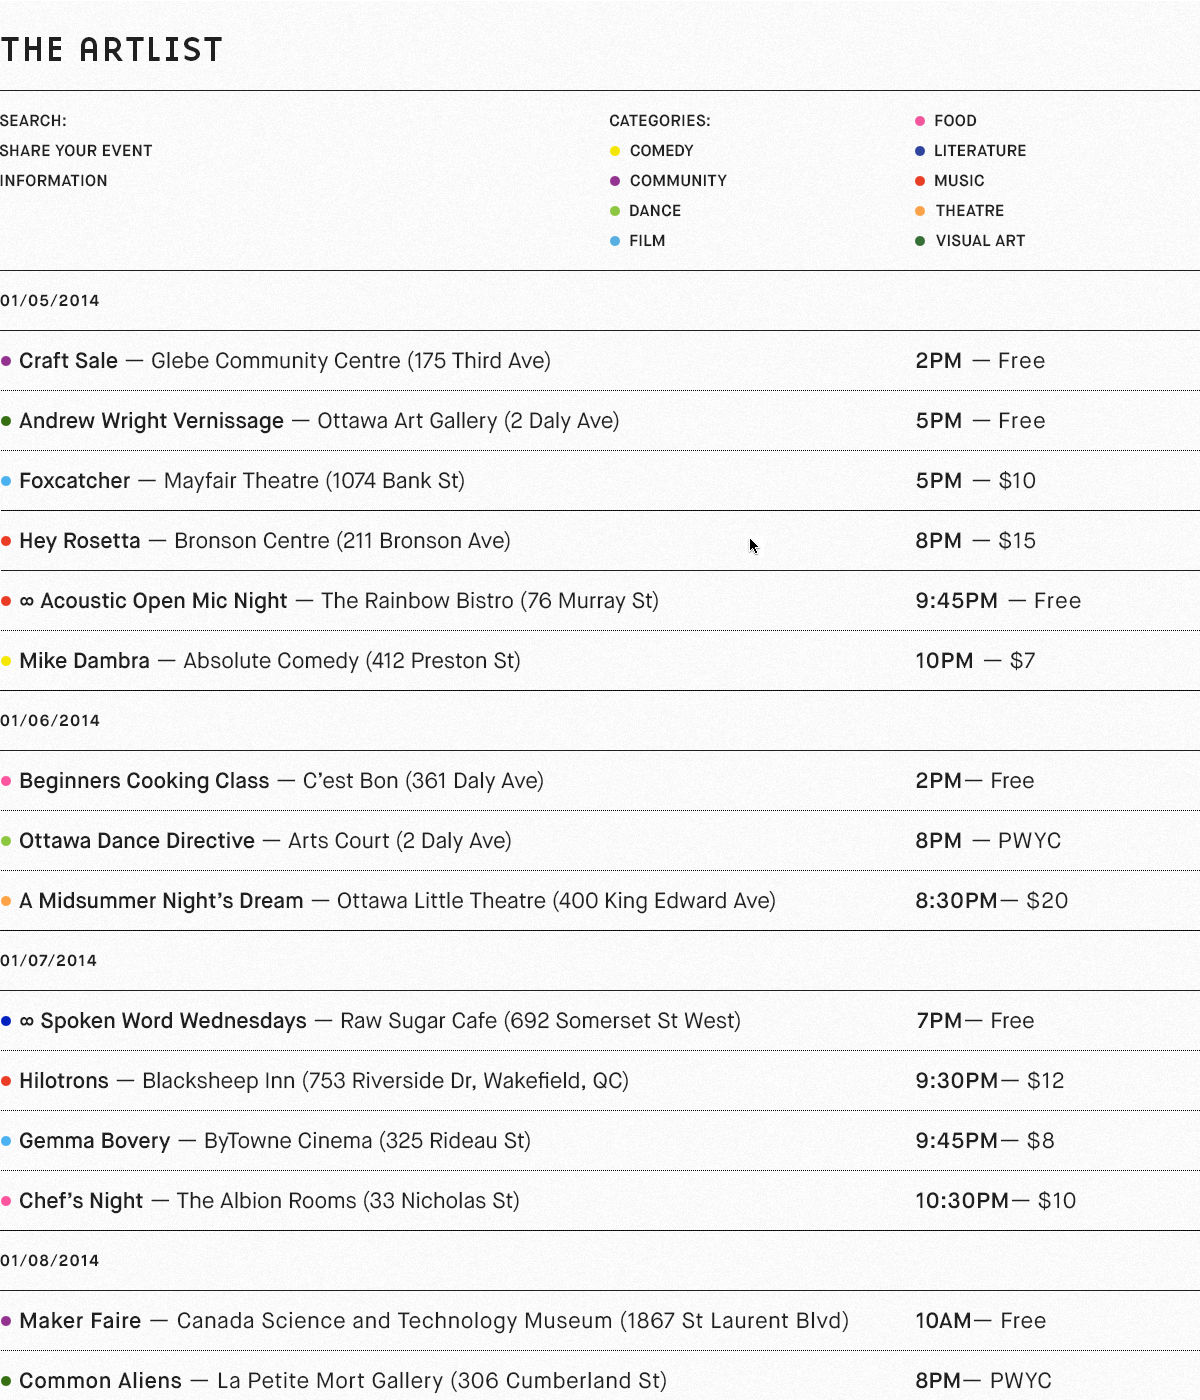 THE ARTLIST
SEARCH:
SHARE YOUR EVENT
INFORMATION
CATEGORIES:
COMEDY
COMMUNITY
DANCE
FILM
FOOD
LITERATURE
MUSIC
THEATRE
VISUAL ART
01/05/2014
Craft Sale — Glebe Community Centre (175 Third Ave) 2PM — Free
Andrew Wright Vernissage — Ottawa Art Gallery (2 Daly Ave) 5PM — Free
Foxcatcher — Mayfair Theatre (1074 Bank St) 5PM — $10
Hey Rosetta — Bronson Centre (211 Bronson Ave) 8PM — $15
∞ Acoustic Open Mic Night — The Rainbow Bistro (76 Murray St) 9:45PM — Free
Mike Dambra — Absolute Comedy (412 Preston St) 10PM — $7
01/06/2014
Beginners Cooking Class — C’est Bon (361 Daly Ave) 2PM— Free
Ottawa Dance Directive — Arts Court (2 Daly Ave) 8PM — PWYC
A Midsummer Night’s Dream — Ottawa Little Theatre (400 King Edward Ave) 8:30PM— $20
01/07/2014
∞ Spoken Word Wednesdays — Raw Sugar Cafe (692 Somerset St West) 7PM— Free
Hilotrons — Blacksheep Inn (753 Riverside Dr, Wakefield, QC) 9:30PM— $12
Gemma Bovery — ByTowne Cinema (325 Rideau St) 9:45PM— $8
Chef’s Night — The Albion Rooms (33 Nicholas St) 10:30PM— $10
01/08/2014
Maker Faire — Canada Science and Technology Museum (1867 St Laurent Blvd) 10AM— Free
Common Aliens — La Petite Mort Gallery (306 Cumberland St) 8PM— PWYC